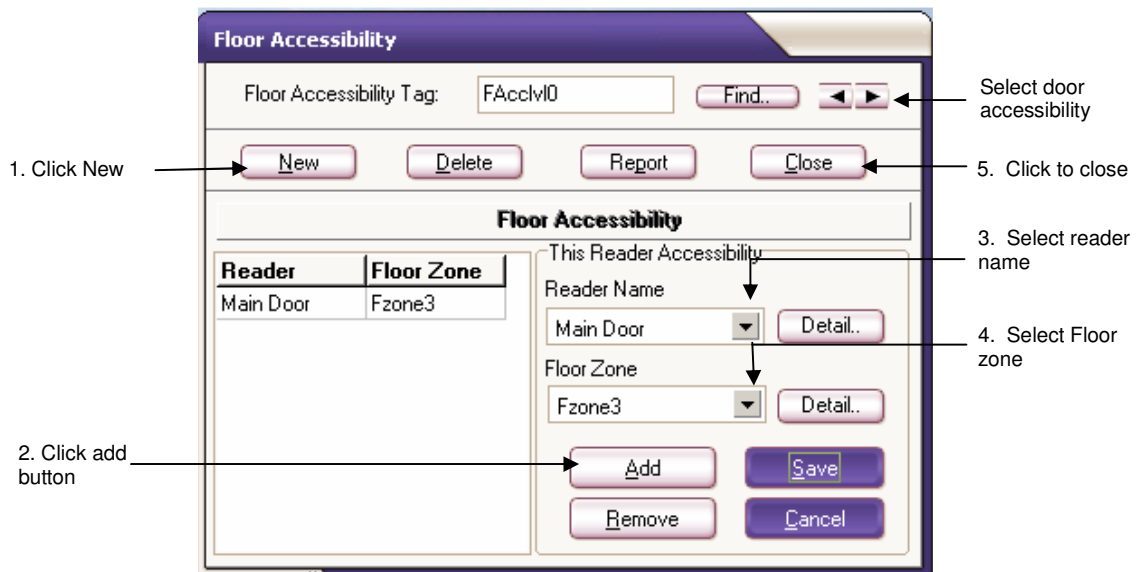 Floor Accessibility
Floor Accessibility Tag: FAcclvl0 Find..
Select door
accessibility
1. Click New
New Delete Report Close
5. Click to close
Floor Accessibility
3. Select reader
name
Reader Floor Zone
Main Door Fzone3
This Reader Accessibility
Reader Name
Main Door Detail..
4. Select Floor
zone
Floor Zone
Fzone3 Detail..
2. Click add
button
Add Save
Remove Cancel